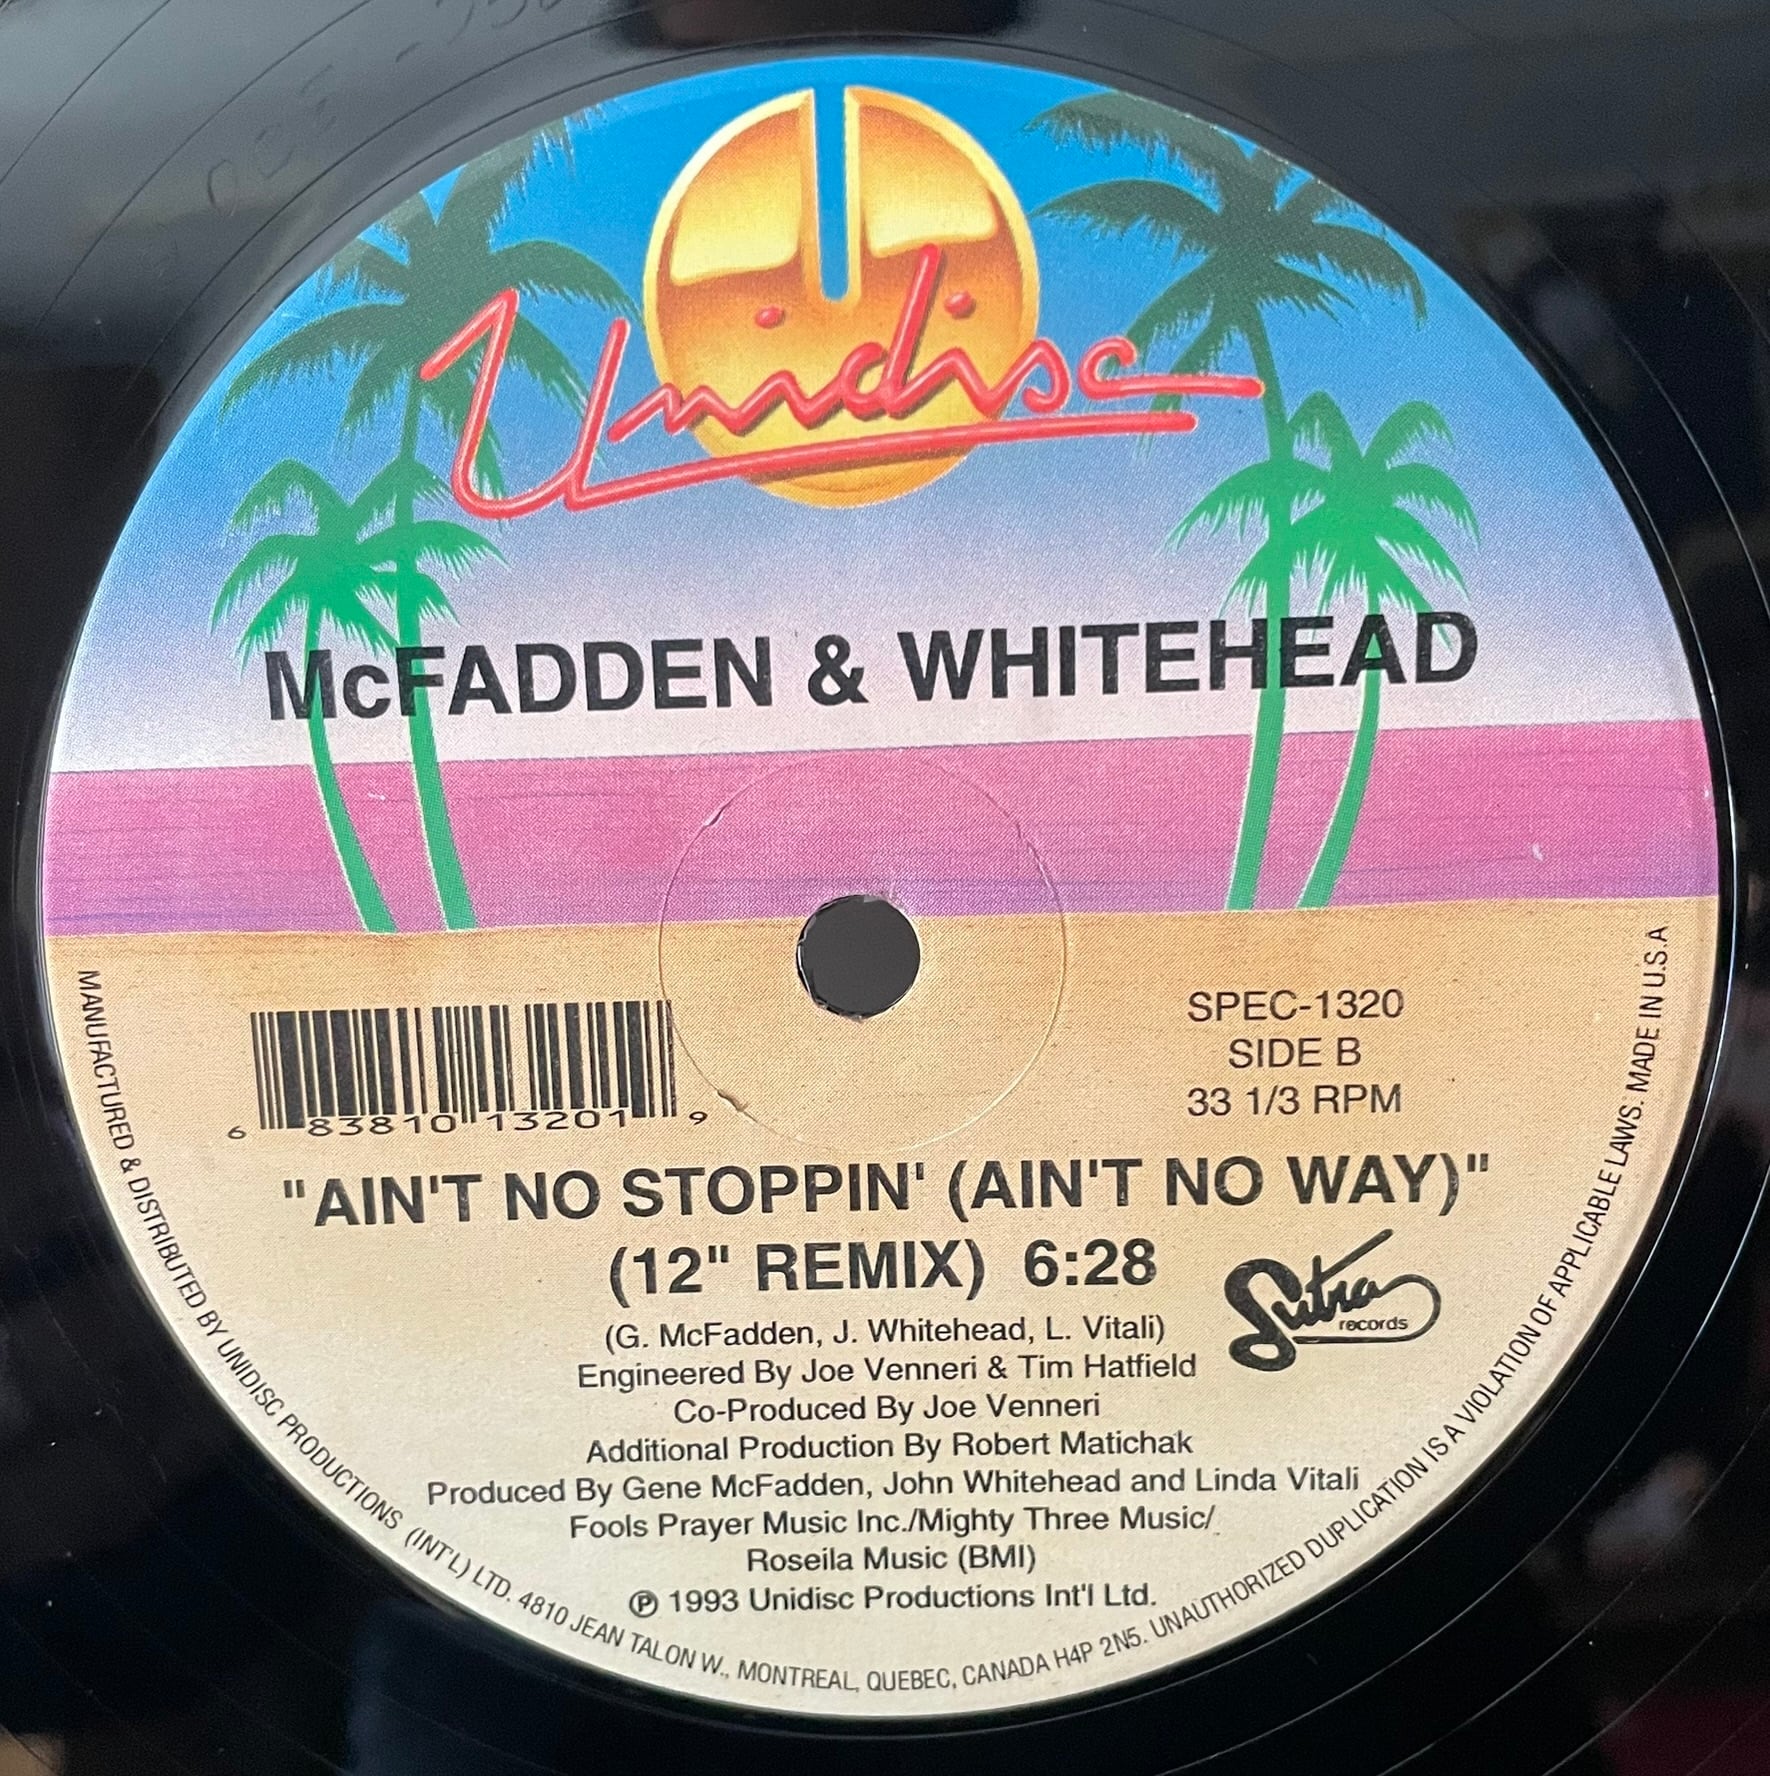 Unidisc
McFADDEN & WHITEHEAD
SPEC-1320
SIDE B
33 1/3 RPM
6 83810 13201 9
"AIN'T NO STOPPIN' (AIN'T NO WAY)"
(12" REMIX) 6:28
Sutra
records
(G. McFadden, J. Whitehead, L. Vitali)
Engineered By Joe Venneri & Tim Hatfield
Co-Produced By Joe Venneri
Additional Production By Robert Matichak
Produced By Gene McFadden, John Whitehead and Linda Vitali
Fools Prayer Music Inc./Mighty Three Music/
Roseila Music (BMI)
℗ 1993 Unidisc Productions Int'l Ltd.
MANUFACTURED & DISTRIBUTED BY UNIDISC PRODUCTIONS (INT'L) LTD. 4810 JEAN TALON W., MONTREAL, QUEBEC, CANADA H4P 2N5. UNAUTHORIZED DUPLICATION IS A VIOLATION OF APPLICABLE LAWS. MADE IN U.S.A